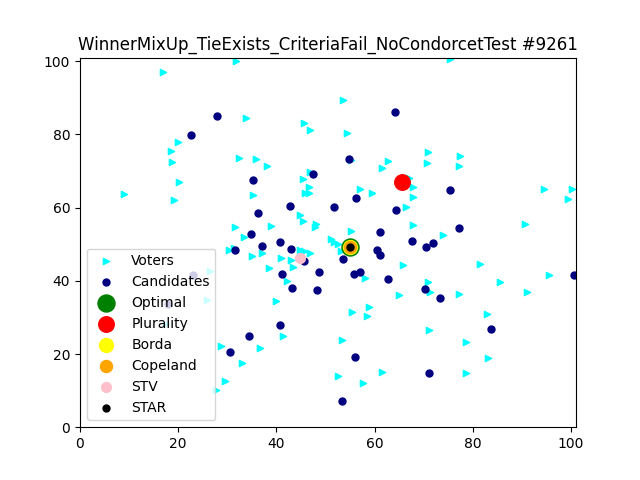 WinnerMixUp_TieExists_CriteriaFail_NoCondorcetTest #9261
100
80
60
40
20
0
Voters
Candidates
Optimal
Plurality
Borda
Copeland
STV
STAR
0 20 40 60 80 100